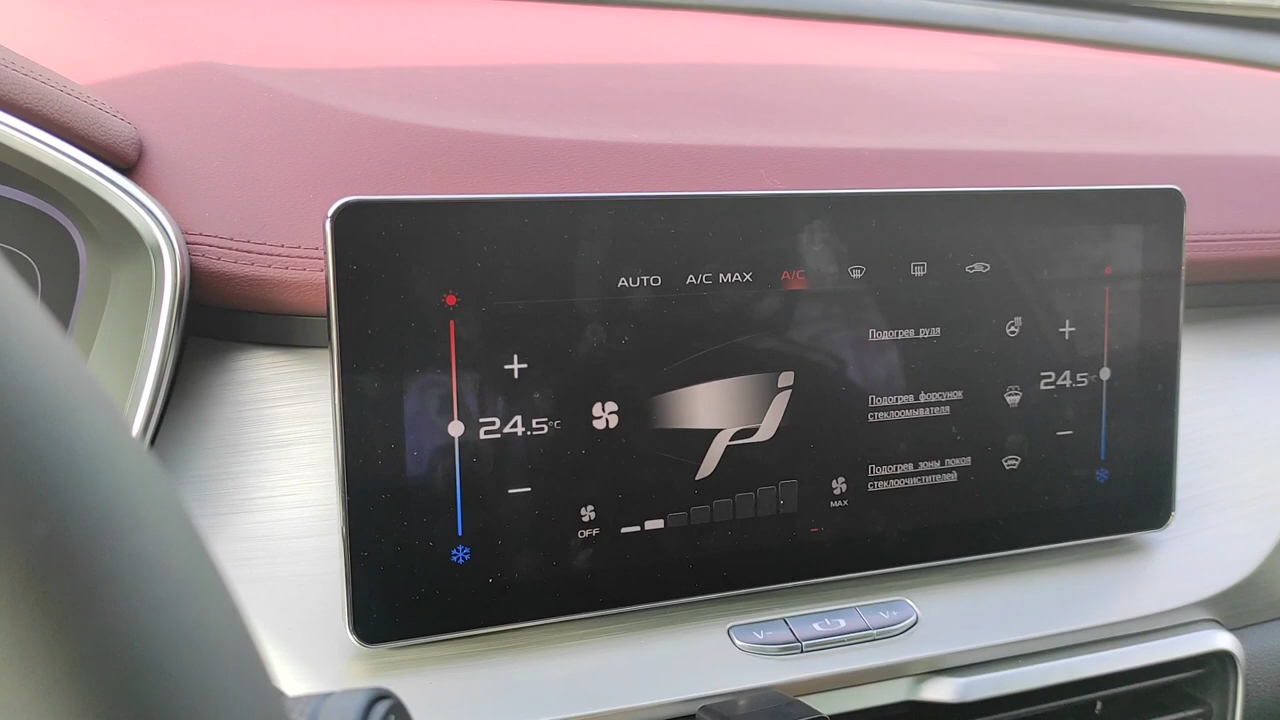 AUTO A/C MAX A/C
Подогрев руля
+
+
24.5°C
24.5°C
Подогрев форсунок
стеклоомывателя
−
−
Подогрев зоны покоя
стеклоочистителей
OFF
MAX
V− V+